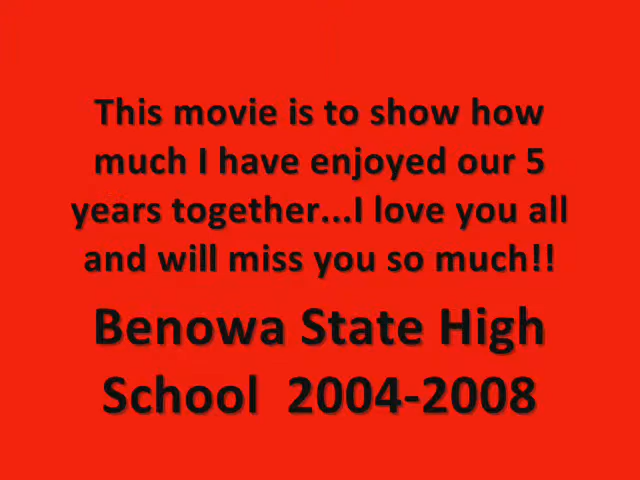 This movie is to show how
much I have enjoyed our 5
years together...I love you all
and will miss you so much!!
Benowa State High
School  2004-2008